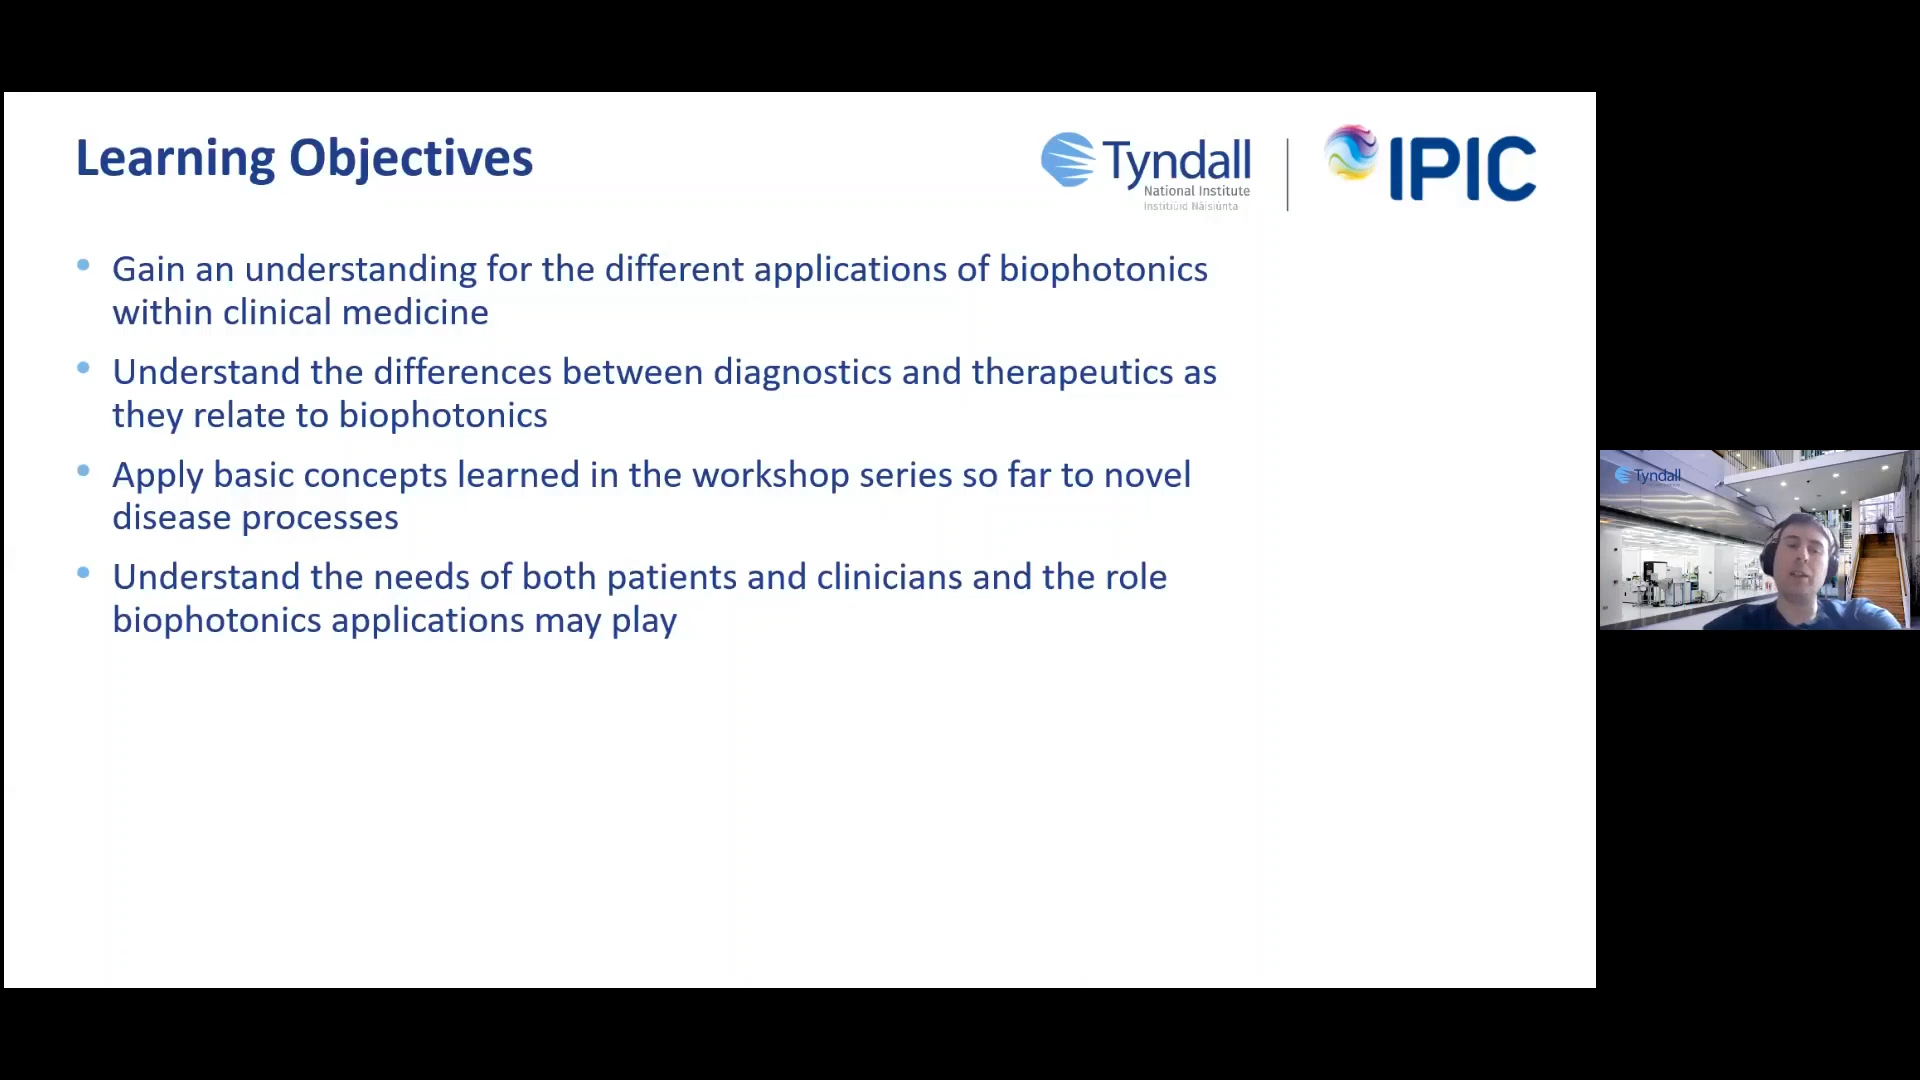 Learning Objectives
Tyndall
National Institute
Institiúid Náisiúnta
IPIC
• Gain an understanding for the different applications of biophotonics
within clinical medicine
• Understand the differences between diagnostics and therapeutics as
they relate to biophotonics
• Apply basic concepts learned in the workshop series so far to novel
disease processes
• Understand the needs of both patients and clinicians and the role
biophotonics applications may play
Tyndall